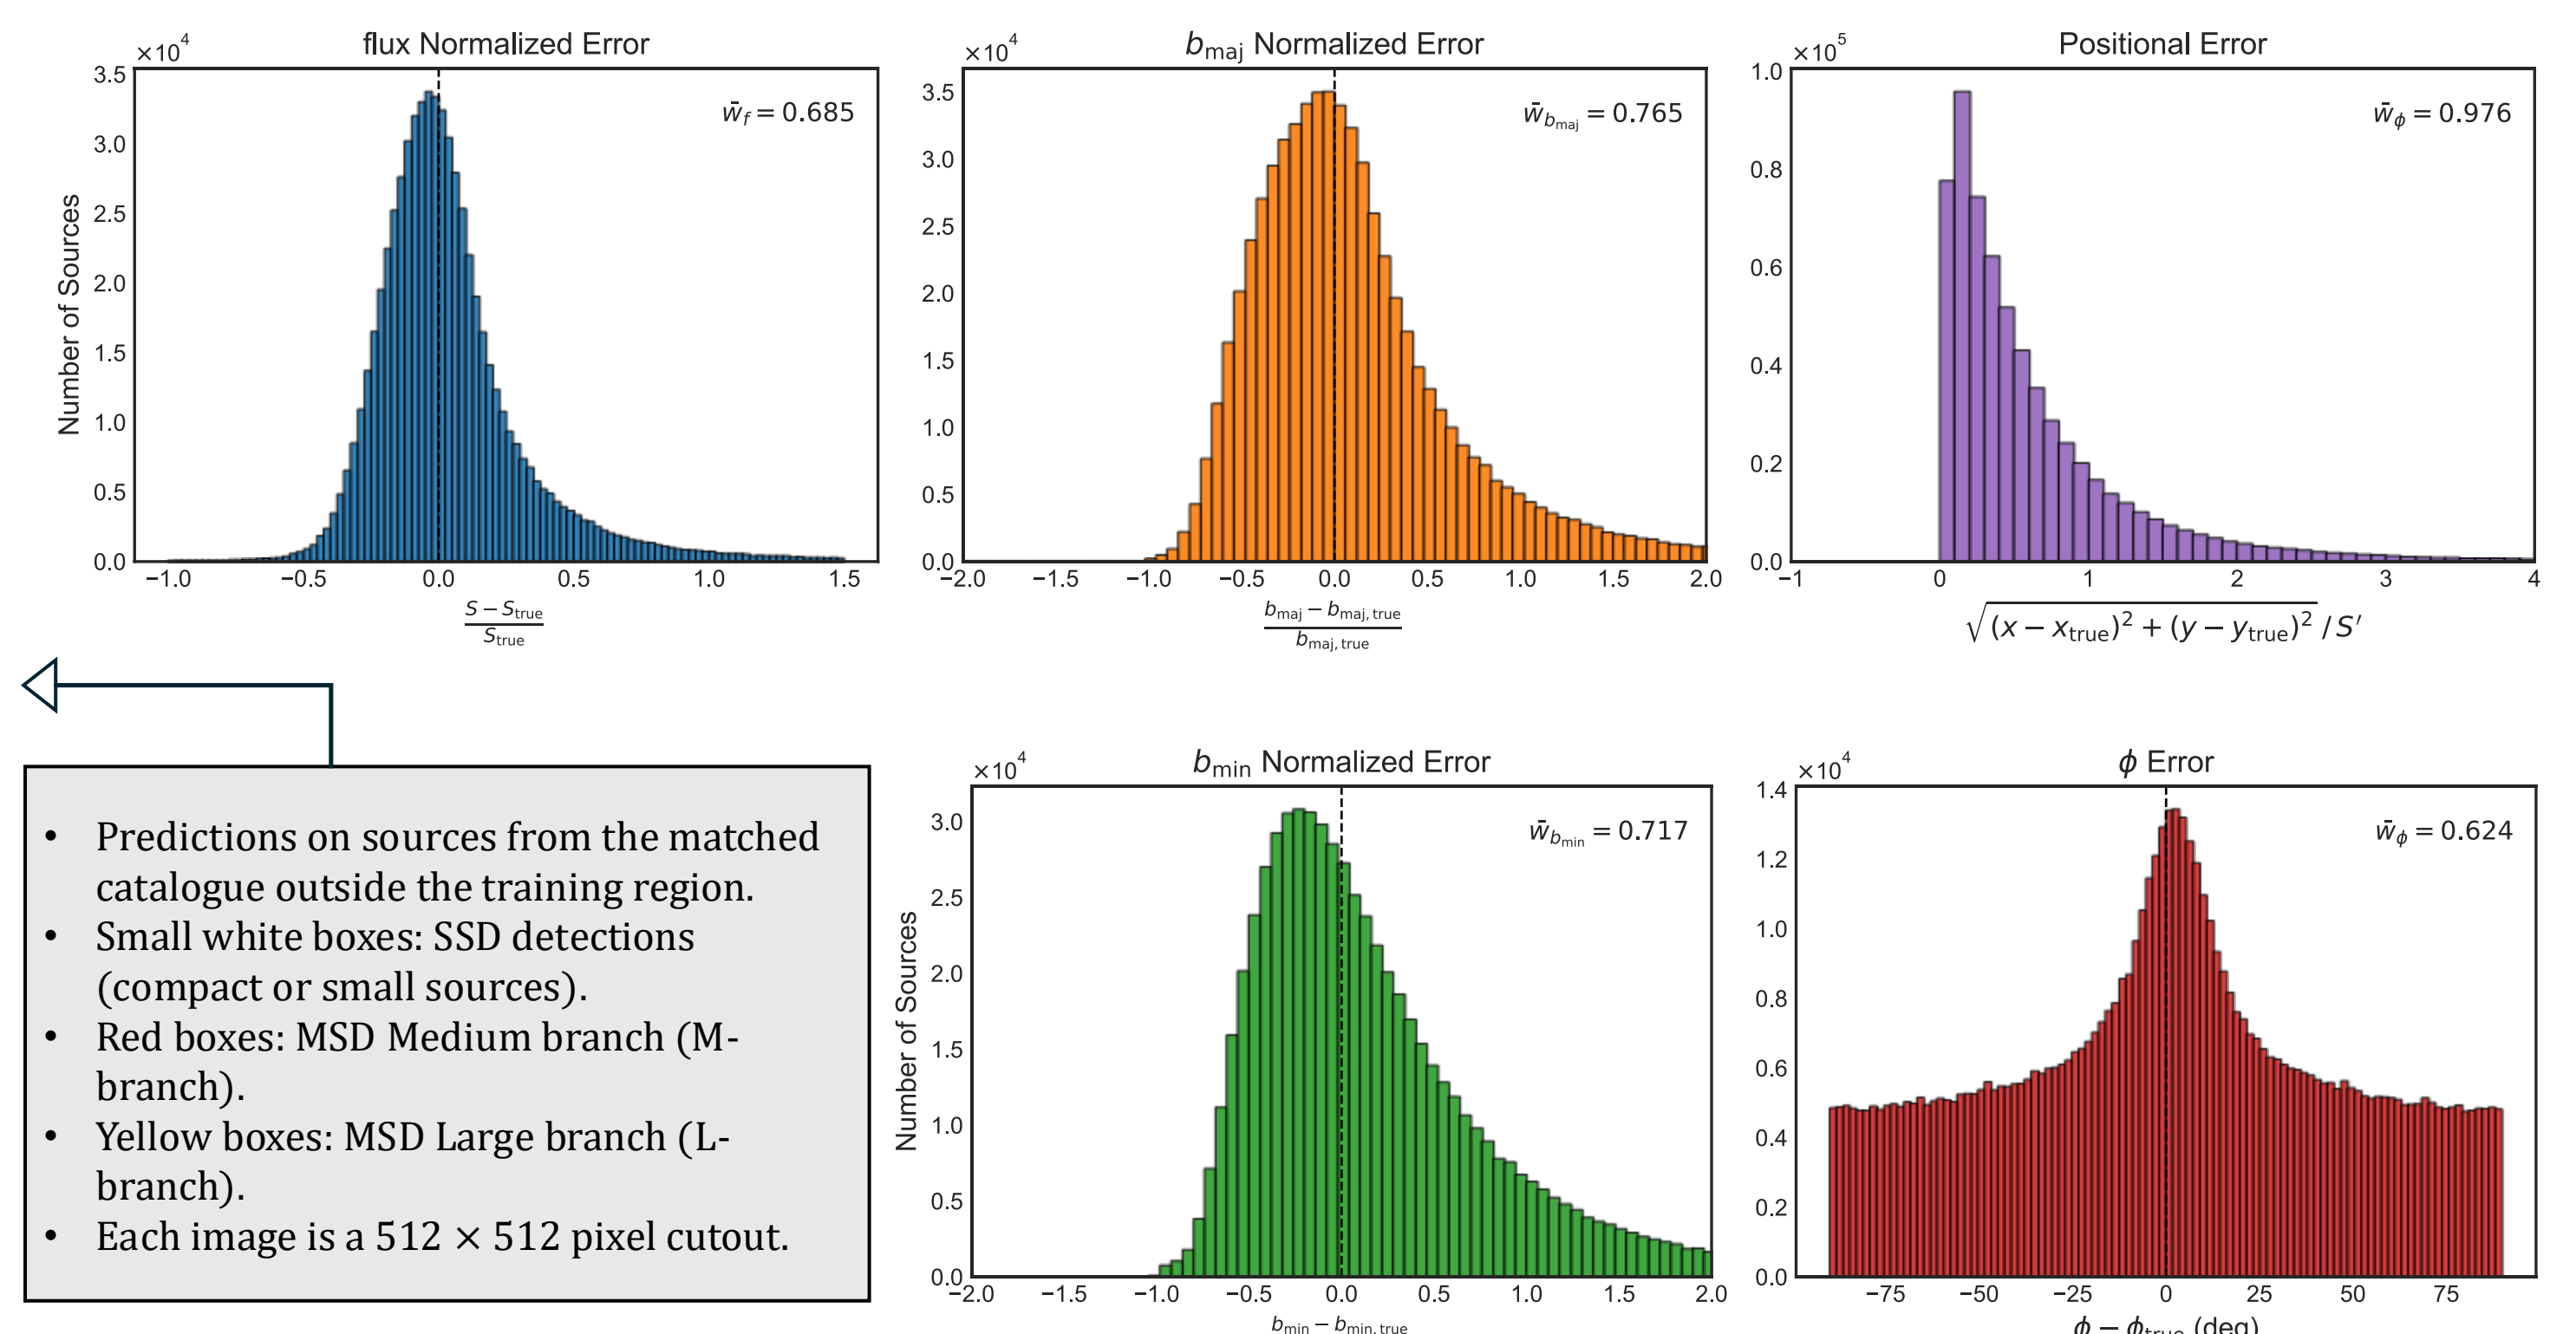 flux Normalized Error
×10⁴
w̄_f = 0.685
3.5
3.0
2.5
2.0
1.5
1.0
0.5
0.0
Number of Sources
−1.0 −0.5 0.0 0.5 1.0 1.5
S − S_true
S_true
b_maj Normalized Error
×10⁴
w̄_b_maj = 0.765
3.5
3.0
2.5
2.0
1.5
1.0
0.5
0.0
−2.0 −1.5 −1.0 −0.5 0.0 0.5 1.0 1.5 2.0
b_maj − b_maj, true
b_maj, true
Positional Error
×10⁵
w̄_ϕ = 0.976
1.0
0.8
0.6
0.4
0.2
0.0
−1 0 1 2 3 4
√(x − x_true)² + (y − y_true)² / S′
• Predictions on sources from the matched
catalogue outside the training region.
• Small white boxes: SSD detections
(compact or small sources).
• Red boxes: MSD Medium branch (M-
branch).
• Yellow boxes: MSD Large branch (L-
branch).
• Each image is a 512 × 512 pixel cutout.
b_min Normalized Error
×10⁴
w̄_b_min = 0.717
3.0
2.5
2.0
1.5
1.0
0.5
0.0
Number of Sources
−2.0 −1.5 −1.0 −0.5 0.0 0.5 1.0 1.5 2.0
b_min − b_min, true
ϕ Error
×10⁴
w̄_ϕ = 0.624
1.4
1.2
1.0
0.8
0.6
0.4
0.2
0.0
−75 −50 −25 0 25 50 75
ϕ − ϕ_true (deg)